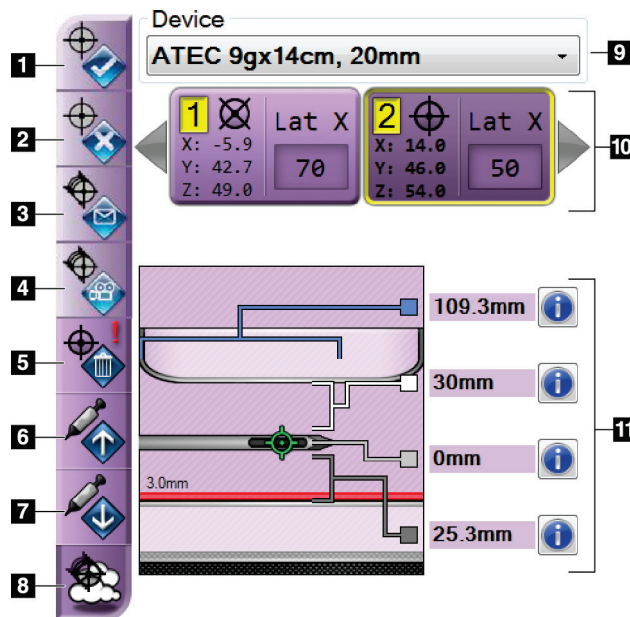 Device
1
ATEC 9gx14cm, 20mm
9
1
Lat X
X: -5.9
Y: 42.7
Z: 49.0
70
2
Lat X
X: 14.0
Y: 46.0
Z: 54.0
50
2
10
3
4
109.3mm
5
!
30mm
6
0mm
11
3.0mm
7
25.3mm
8